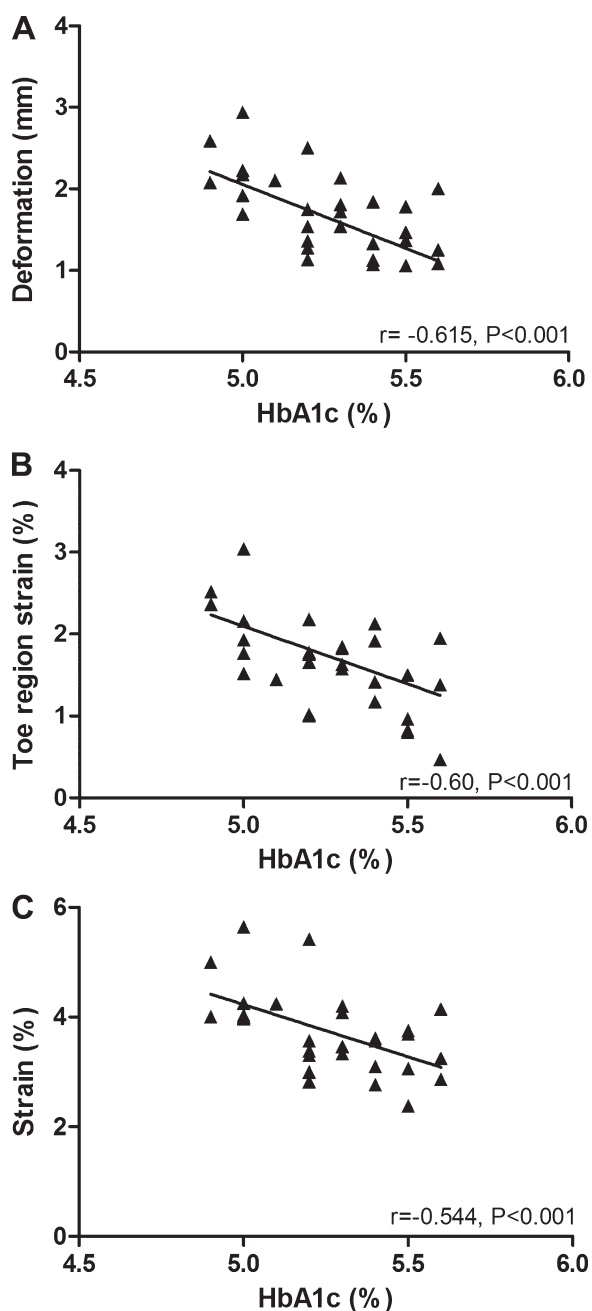 A
4
3
2
1
0
Deformation (mm)
r= -0.615, P<0.001
4.5 5.0 5.5 6.0
HbA1c (%)
B
4
3
2
1
0
Toe region strain (%)
r=-0.60, P<0.001
4.5 5.0 5.5 6.0
HbA1c (%)
C
6
4
2
0
Strain (%)
r=-0.544, P<0.001
4.5 5.0 5.5 6.0
HbA1c (%)